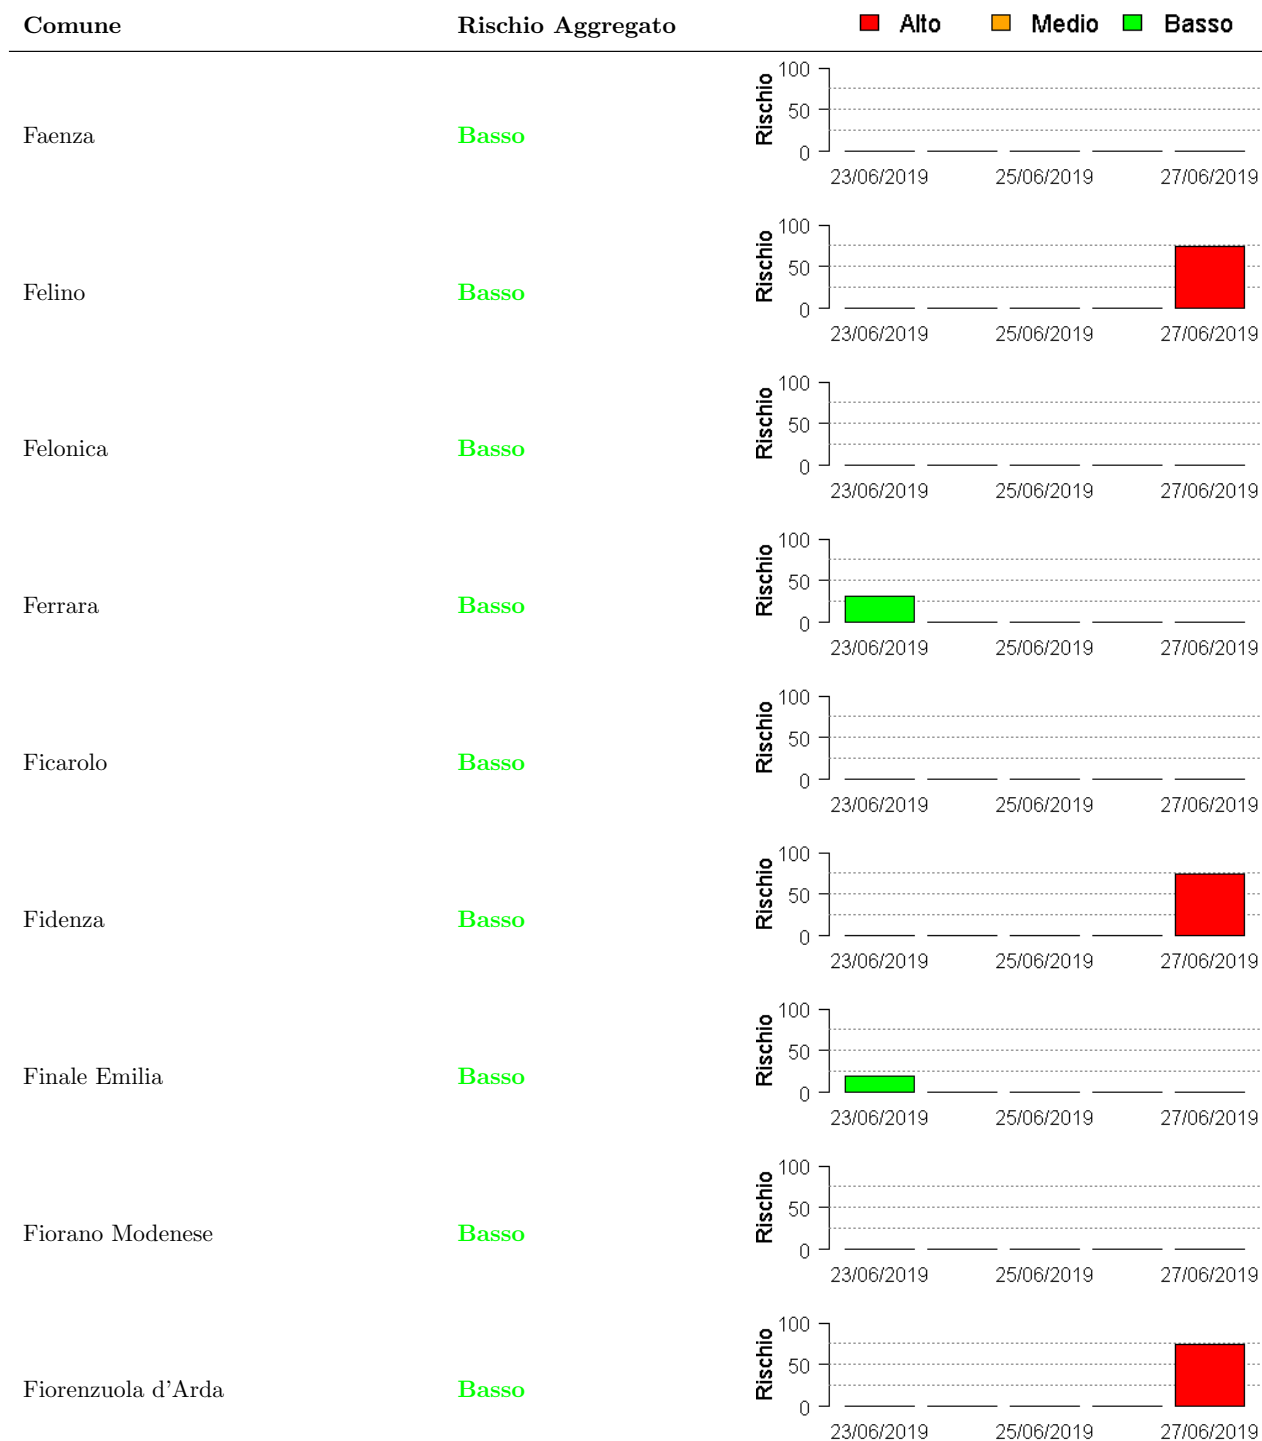 Comune Rischio Aggregato Alto Medio Basso
Faenza Basso
Rischio
100
50
0
23/06/2019 25/06/2019 27/06/2019
Felino Basso
Rischio
100
50
0
23/06/2019 25/06/2019 27/06/2019
Felonica Basso
Rischio
100
50
0
23/06/2019 25/06/2019 27/06/2019
Ferrara Basso
Rischio
100
50
0
23/06/2019 25/06/2019 27/06/2019
Ficarolo Basso
Rischio
100
50
0
23/06/2019 25/06/2019 27/06/2019
Fidenza Basso
Rischio
100
50
0
23/06/2019 25/06/2019 27/06/2019
Finale Emilia Basso
Rischio
100
50
0
23/06/2019 25/06/2019 27/06/2019
Fiorano Modenese Basso
Rischio
100
50
0
23/06/2019 25/06/2019 27/06/2019
Fiorenzuola d'Arda Basso
Rischio
100
50
0
23/06/2019 25/06/2019 27/06/2019